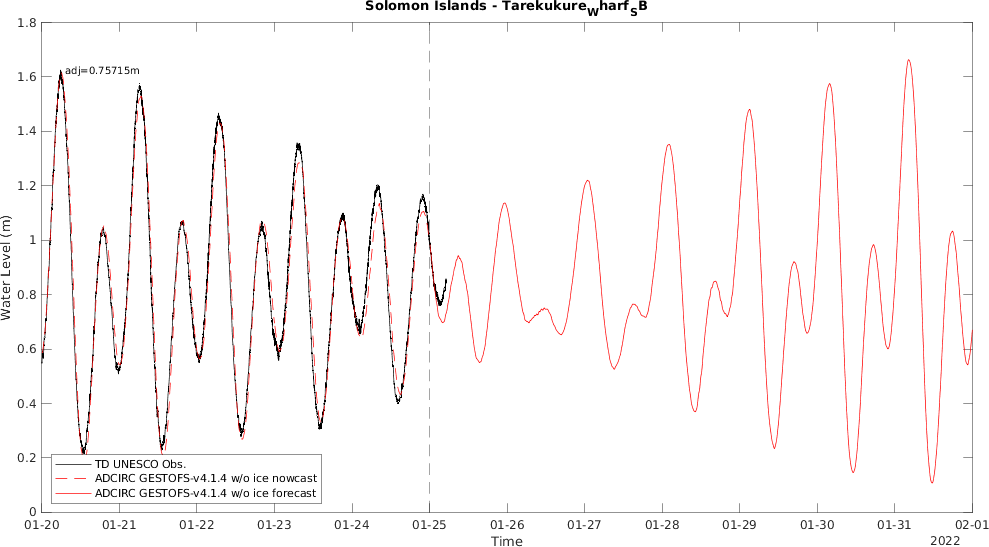 Solomon Islands - Tarekukure_Wharf_SB
adj=0.75715m
Water Level (m)
1.8
1.6
1.4
1.2
1
0.8
0.6
0.4
0.2
0
TD UNESCO Obs.
ADCIRC GESTOFS-v4.1.4 w/o ice nowcast
ADCIRC GESTOFS-v4.1.4 w/o ice forecast
01-20 01-21 01-22 01-23 01-24 01-25 01-26 01-27 01-28 01-29 01-30 01-31 02-01
Time
2022